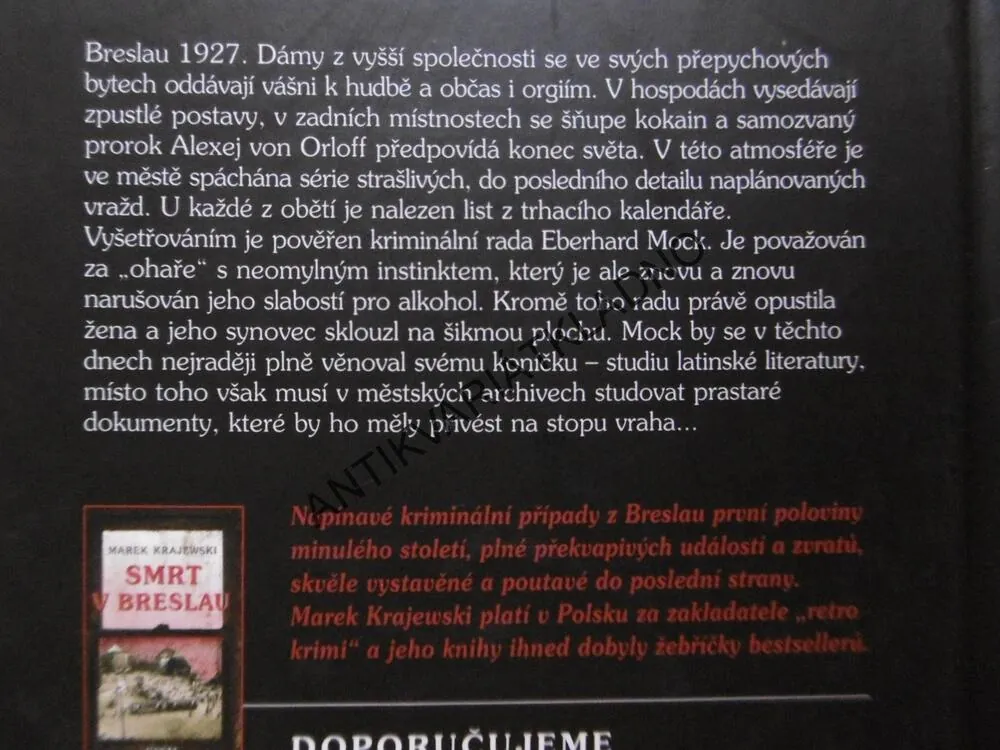 Breslau 1927. Dámy z vyšší společnosti se ve svých přepychových
bytech oddávají vášni k hudbě a občas i orgiím. V hospodách vysedávají
zpustlé postavy, v zadních místnostech se šňupe kokain a samozvaný
prorok Alexej von Orloff předpovídá konec světa. V této atmosféře je
ve městě spáchána série strašlivých, do posledního detailu naplánovaných
vražd. U každé z obětí je nalezen list z trhacího kalendáře.
Vyšetřováním je pověřen kriminální rada Eberhard Mock. Je považován
za „ohaře“ s neomylným instinktem, který je ale znovu a znovu
narušován jeho slabostí pro alkohol. Kromě toho radu právě opustila
žena a jeho synovec sklouzl na šikmou plochu. Mock by se v těchto
dnech nejraději plně věnoval svému koníčku – studiu latinské literatury,
místo toho však musí v městských archivech studovat prastaré
dokumenty, které by ho měly přivést na stopu vraha...
ANTIKVARIÁTKLADNO
Napínavé kriminální případy z Breslau první poloviny
minulého století, plné překvapivých událostí a zvratů,
skvěle vystavěné a poutavé do poslední strany.
Marek Krajewski platí v Polsku za zakladatele „retro
krimi“ a jeho knihy ihned dobyly žebříčky bestsellerů.
MAREK KRAJEWSKI
SMRT
V BRESLAU
DOPORUČUJEME